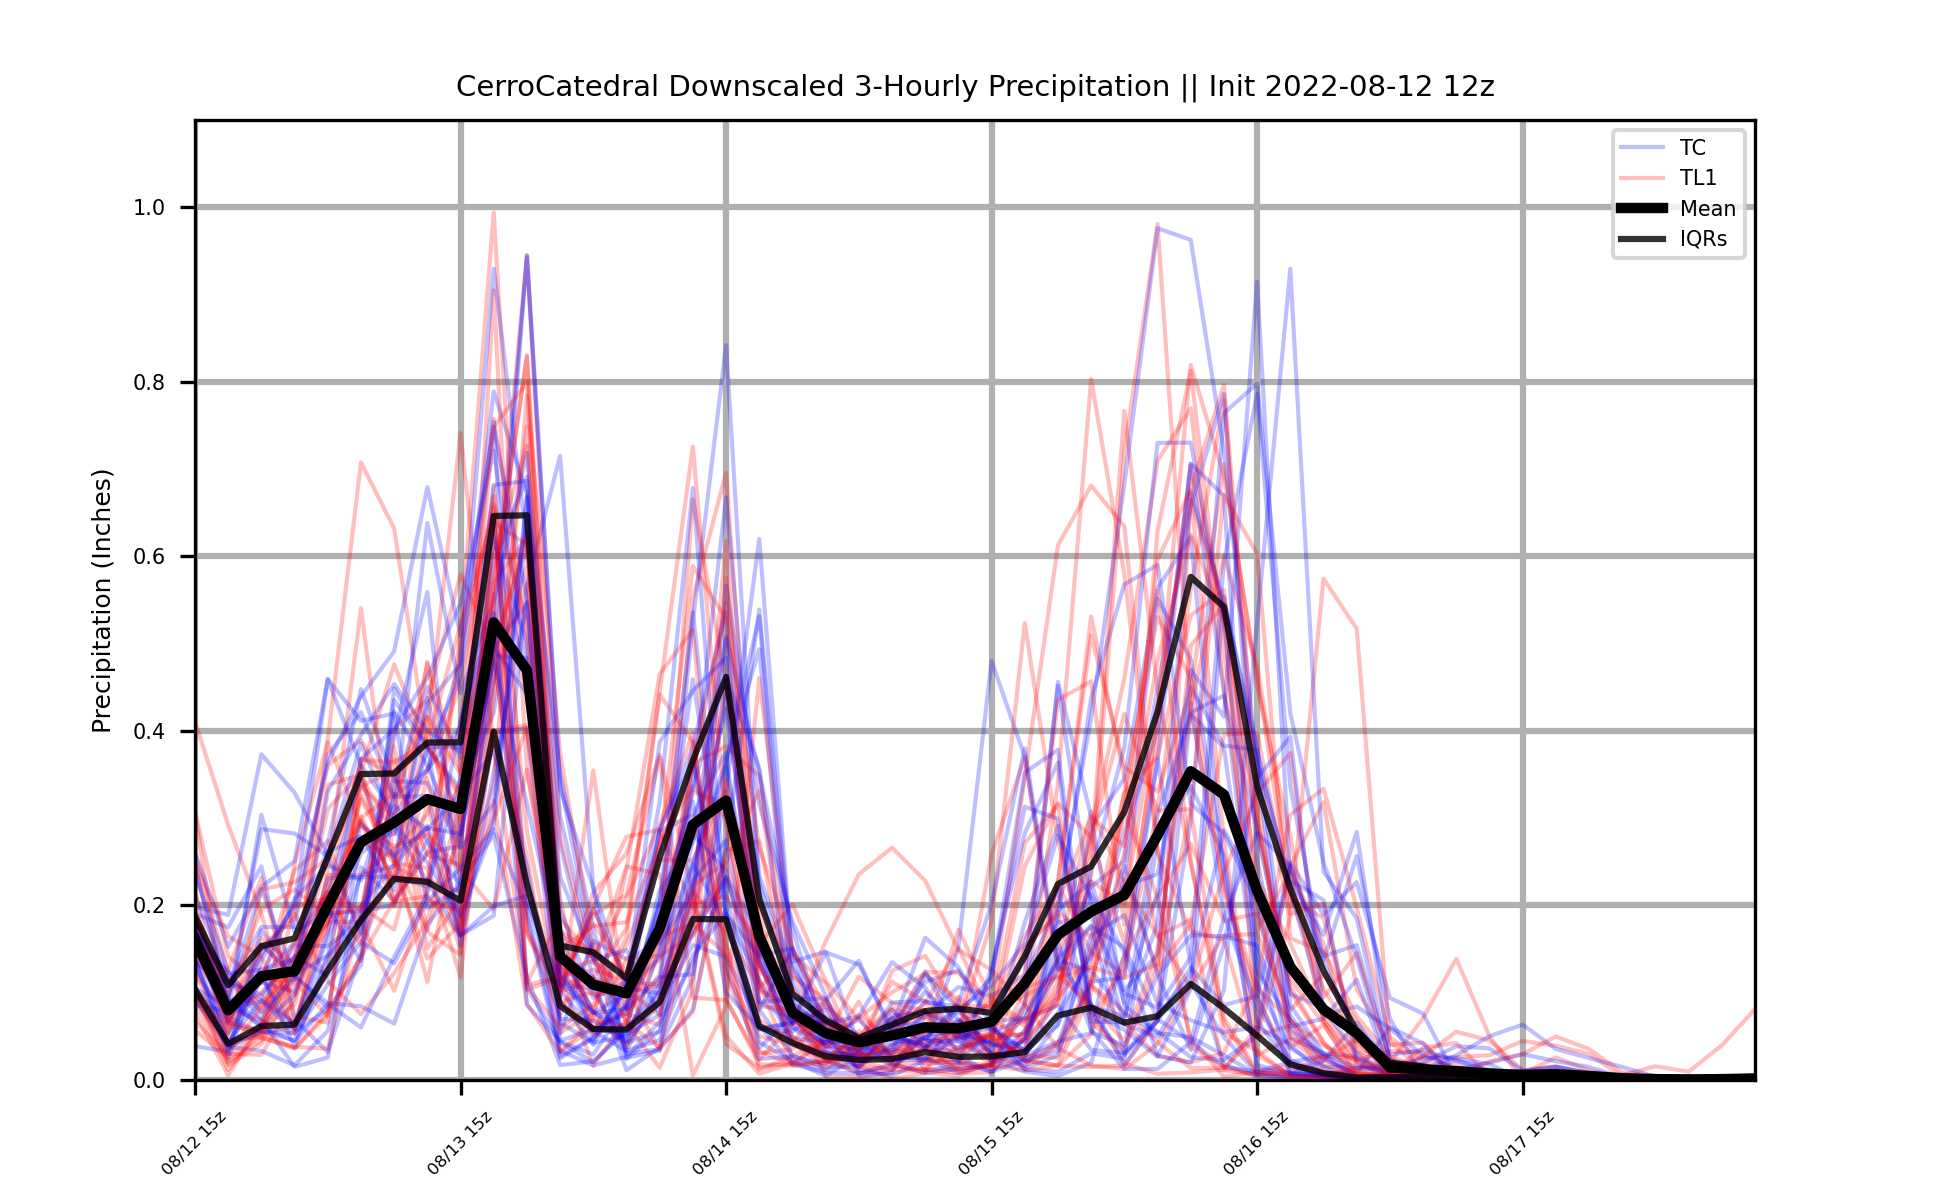 CerroCatedral Downscaled 3-Hourly Precipitation || Init 2022-08-12 12z
TC
TL1
Mean
IQRs
Precipitation (Inches)
1.0
0.8
0.6
0.4
0.2
0.0
08/12 15z
08/13 15z
08/14 15z
08/15 15z
08/16 15z
08/17 15z